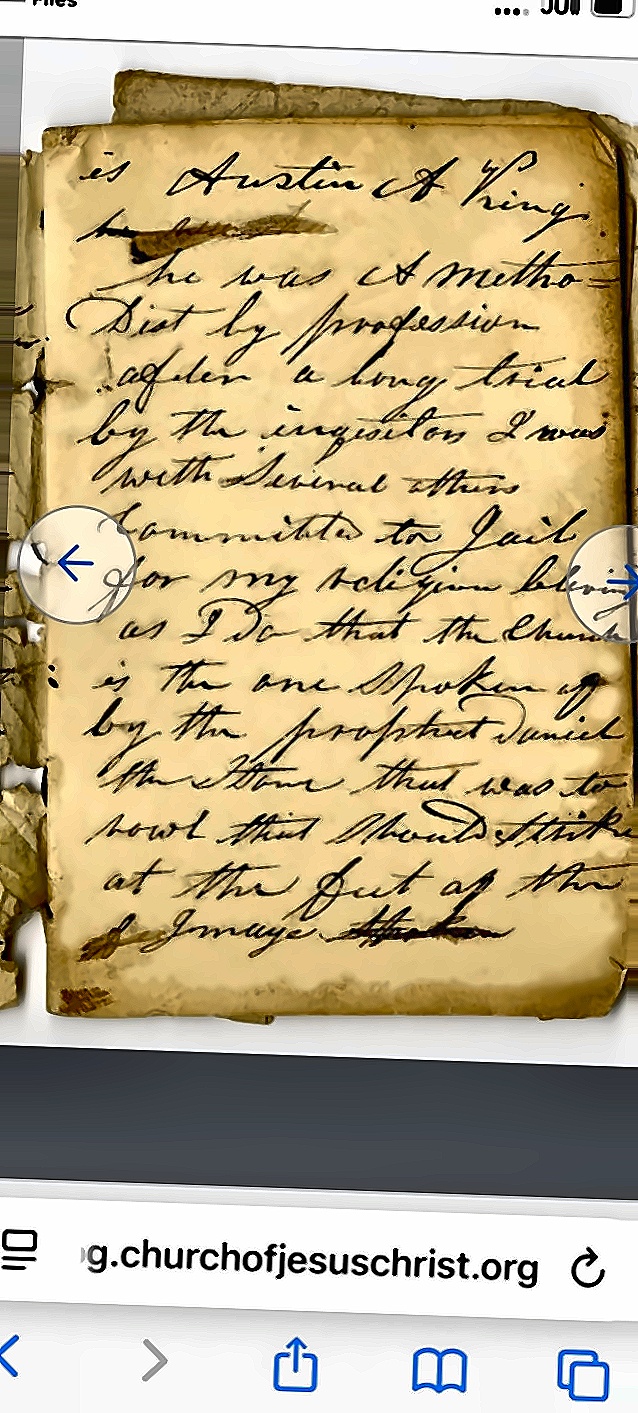 Files
is Austin A King
he
he was A metho=
Dist by profession
after a long trial
by the inquisitors I was
with Several others
Committed to Jail
for my religion
as I Do that the Church
is the one Spoken of
by the prophet Daniel
the Stone that was to
rowl that Should Strike
at the feet of the
Image
g.churchofjesuschrist.org